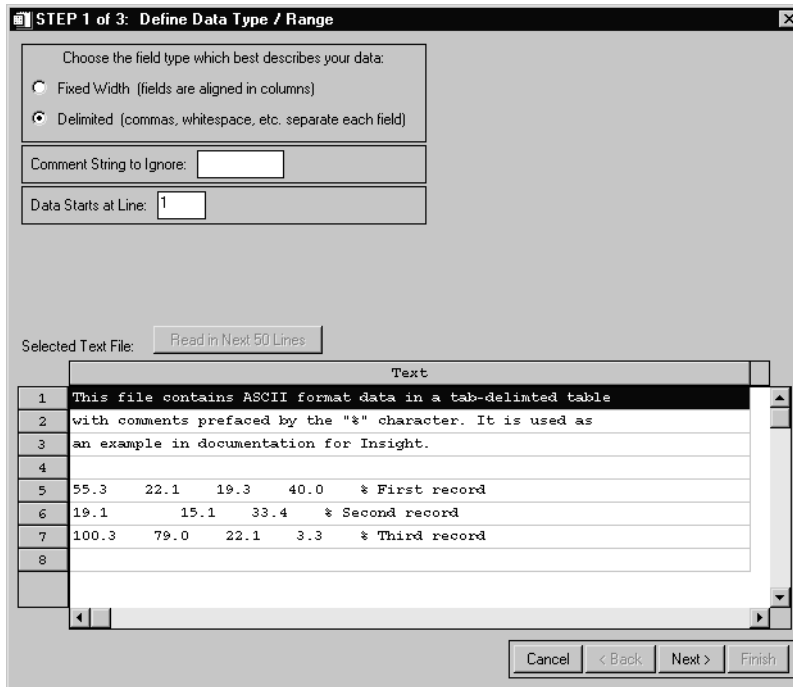 STEP 1 of 3: Define Data Type / Range
Choose the field type which best describes your data:
Fixed Width (fields are aligned in columns)
Delimited (commas, whitespace, etc. separate each field)
Comment String to Ignore:
Data Starts at Line: 1
Selected Text File: Read in Next 50 Lines
Text
1 This file contains ASCII format data in a tab-delimted table
2 with comments prefaced by the "%" character. It is used as
3 an example in documentation for Insight.
4
5 55.3 22.1 19.3 40.0 % First record
6 19.1 15.1 33.4 % Second record
7 100.3 79.0 22.1 3.3 % Third record
8
Cancel < Back Next > Finish